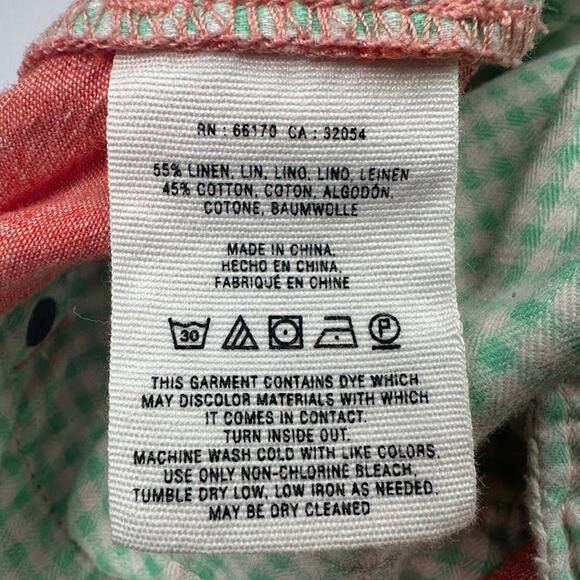 RN : 66170 CA : 32054
55% LINEN, LIN, LINO, LINO, LEINEN
45% COTTON, COTON, ALGODÓN,
COTONE, BAUMWOLLE
MADE IN CHINA,
HECHO EN CHINA,
FABRIQUÉ EN CHINE
30 P
THIS GARMENT CONTAINS DYE WHICH
MAY DISCOLOR MATERIALS WITH WHICH
IT COMES IN CONTACT.
TURN INSIDE OUT.
MACHINE WASH COLD WITH LIKE COLORS,
USE ONLY NON-CHLORINE BLEACH,
TUMBLE DRY LOW, LOW IRON AS NEEDED.
MAY BE DRY CLEANED